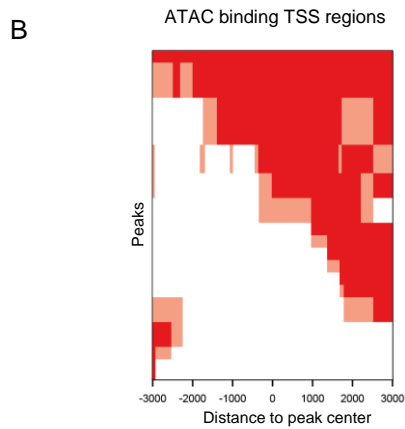 B
ATAC binding TSS regions
Peaks
-3000 -2000 -1000 0 1000 2000 3000
Distance to peak center